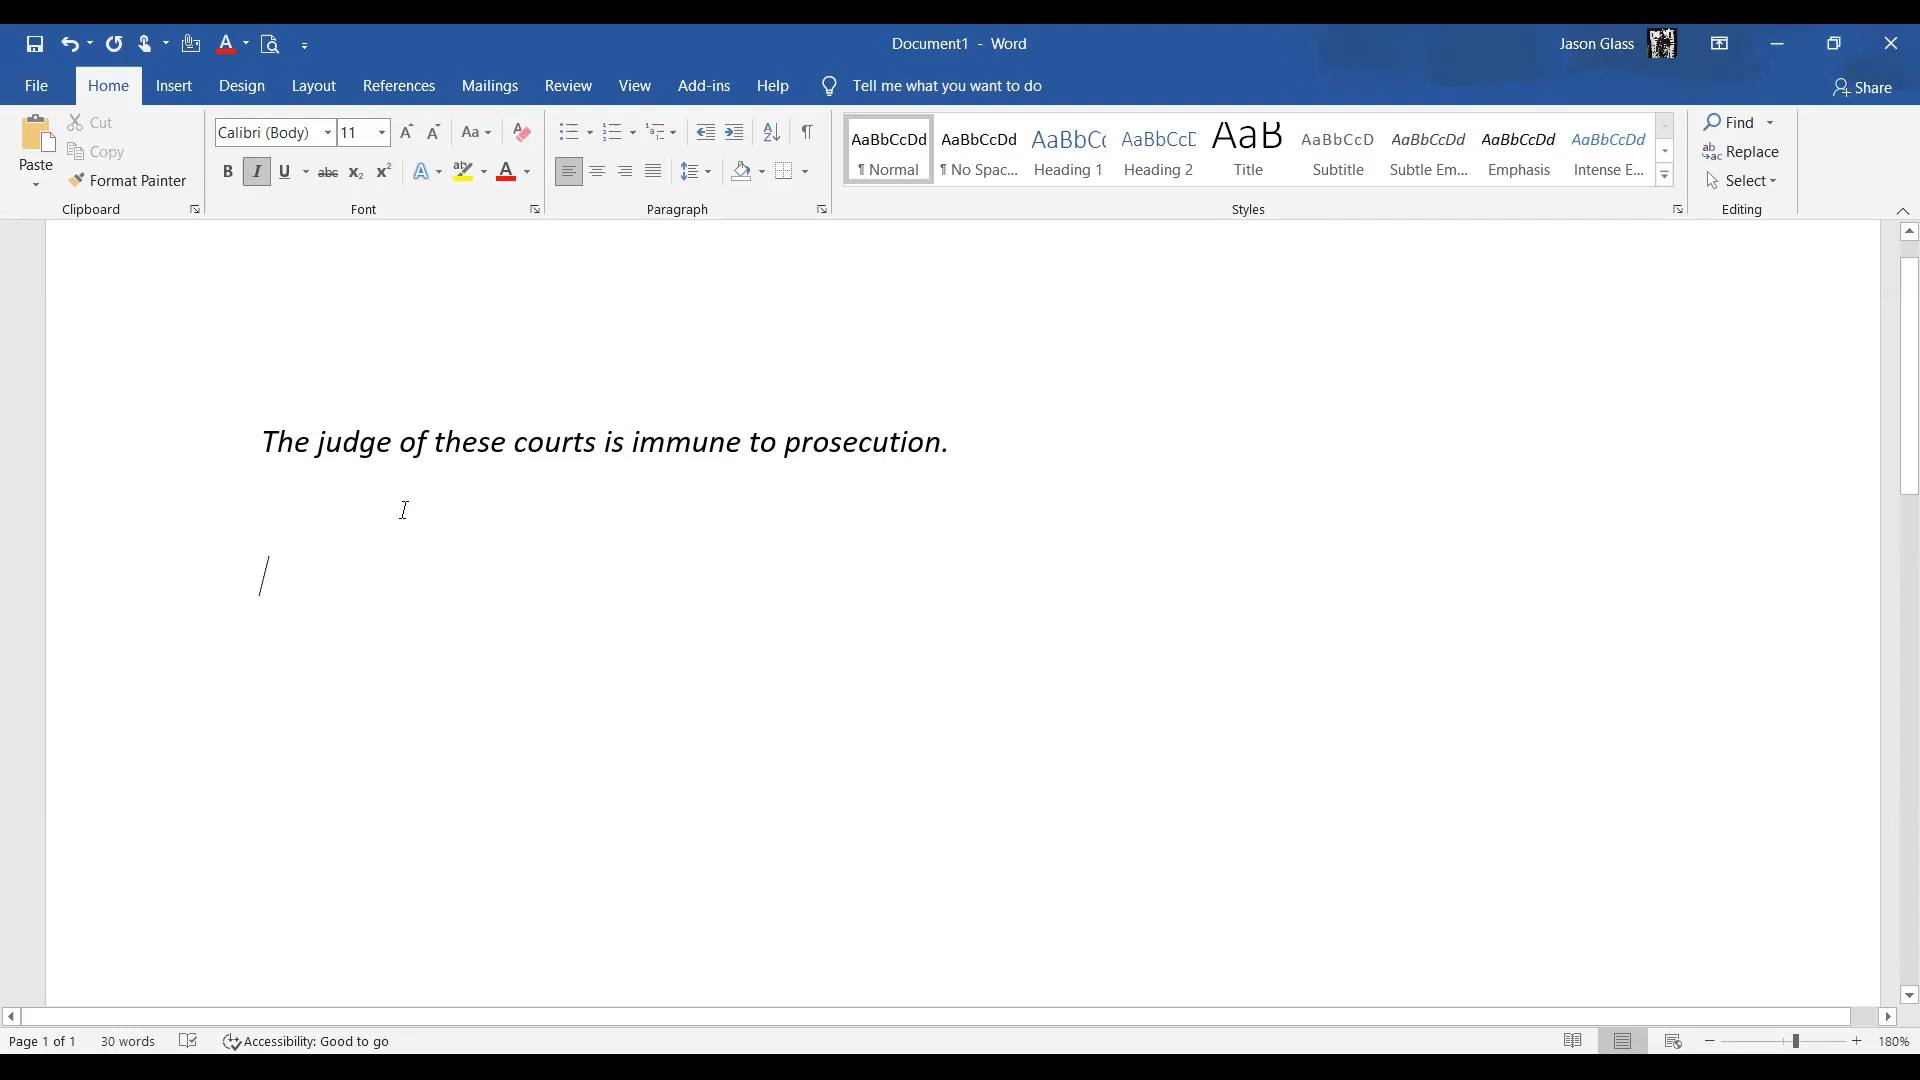 Document1 - Word
Jason Glass
File Home Insert Design Layout References Mailings Review View Add-ins Help Tell me what you want to do
Share
Paste
Cut
Copy
Format Painter
Clipboard
Calibri (Body) 11
Font
Paragraph
AaBbCcDd
¶ Normal
AaBbCcDd
¶ No Spac...
AaBbC
Heading 1
AaBbCc
Heading 2
AaB
Title
AaBbCcD
Subtitle
AaBbCcDd
Subtle Em...
AaBbCcDd
Emphasis
AaBbCcDd
Intense E...
Styles
Find
Replace
Select
Editing
The judge of these courts is immune to prosecution.
Page 1 of 1 30 words Accessibility: Good to go 180%